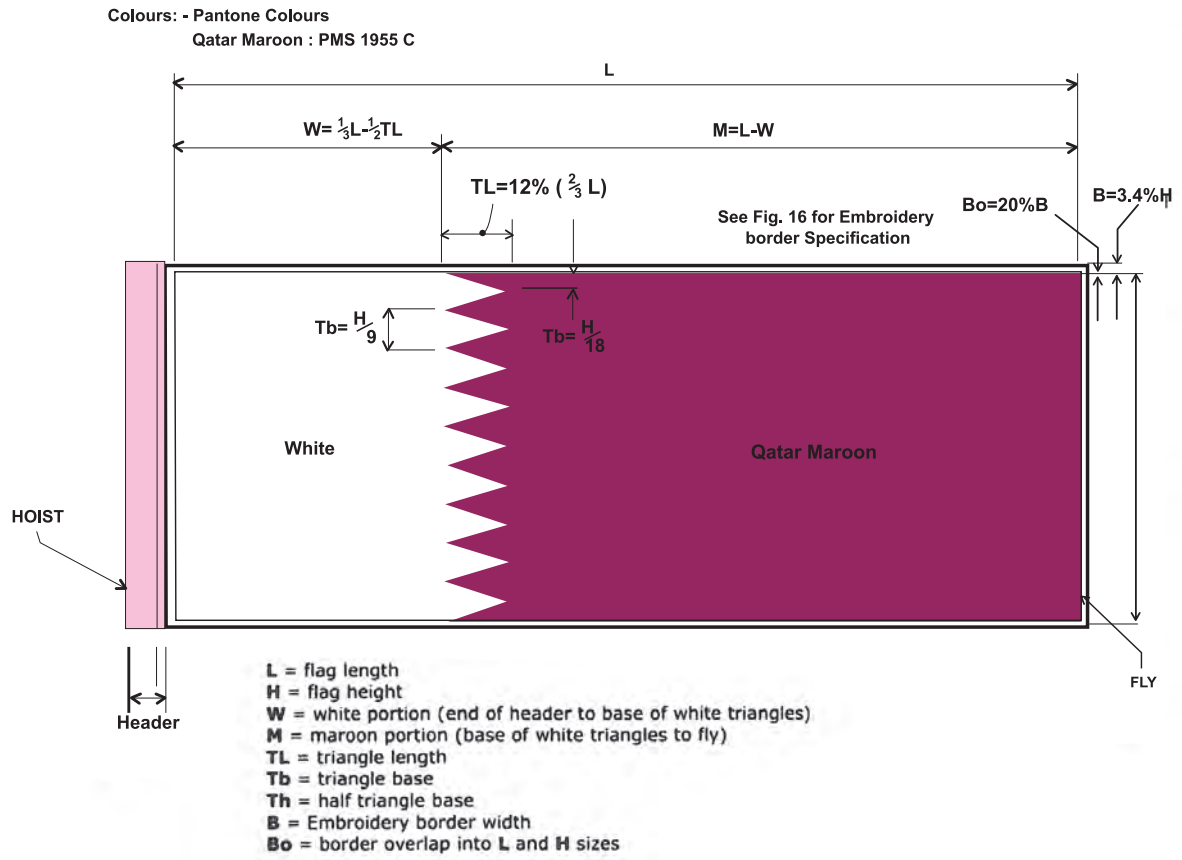 Colours: - Pantone Colours
Qatar Maroon : PMS 1955 C
L
W= 1/3L-1/2TL
M=L-W
TL=12% ( 2/3 L)
Bo=20%B
B=3.4%H
See Fig. 16 for Embroidery
border Specification
Tb= H/9
Tb= H/18
White
Qatar Maroon
HOIST
FLY
Header
L = flag length
H = flag height
W = white portion (end of header to base of white triangles)
M = maroon portion (base of white triangles to fly)
TL = triangle length
Tb = triangle base
Th = half triangle base
B = Embroidery border width
Bo = border overlap into L and H sizes